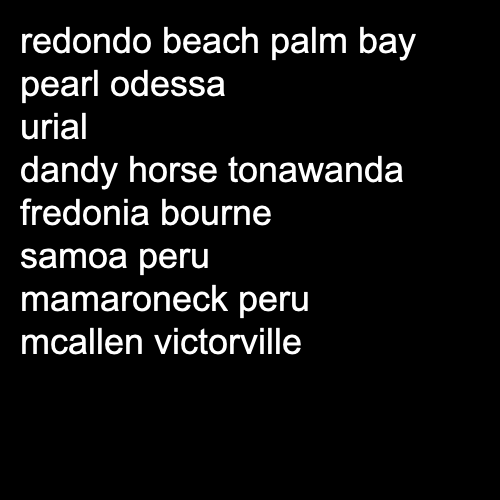 redondo beach palm bay
pearl odessa
urial
dandy horse tonawanda
fredonia bourne
samoa peru
mamaroneck peru
mcallen victorville